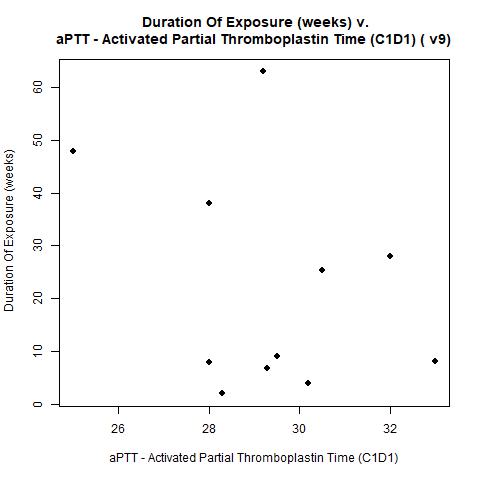 Duration Of Exposure (weeks) v.
aPTT - Activated Partial Thromboplastin Time (C1D1) ( v9)
Duration Of Exposure (weeks)
60
50
40
30
20
10
0
26 28 30 32
aPTT - Activated Partial Thromboplastin Time (C1D1)